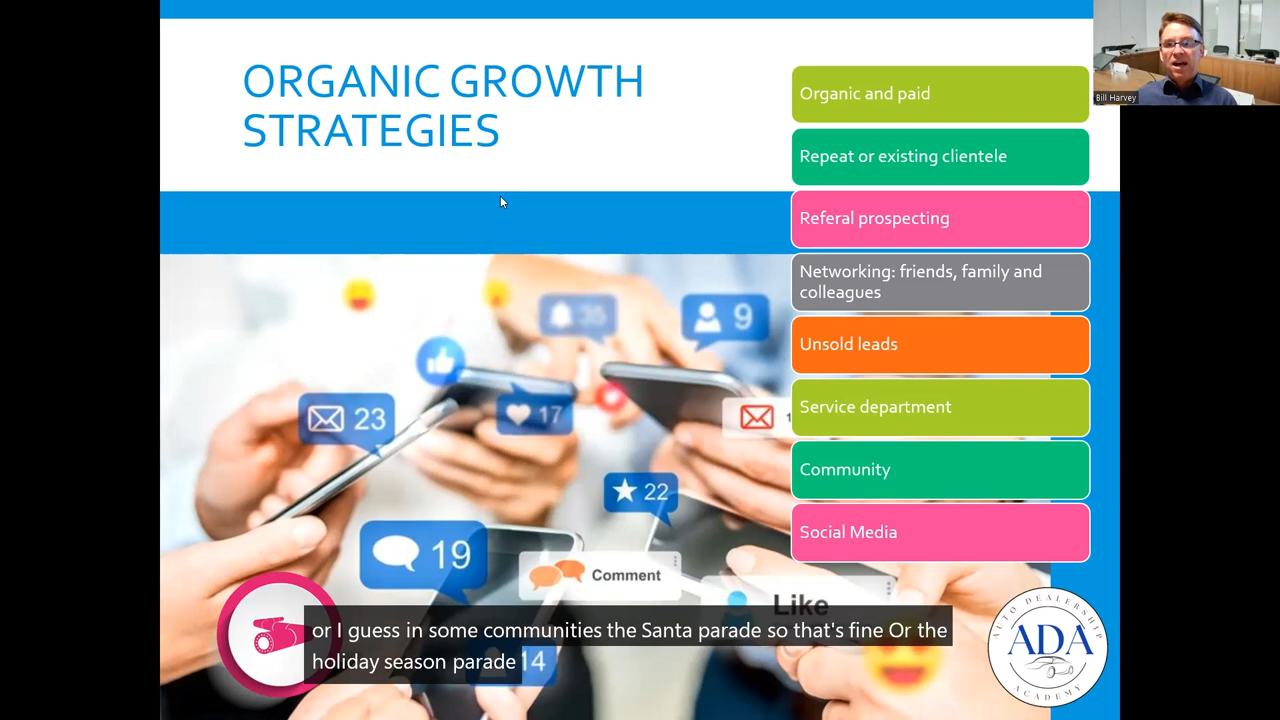 ORGANIC GROWTH
STRATEGIES
Organic and paid
Repeat or existing clientele
Referal prospecting
Networking: friends, family and
colleagues
Unsold leads
Service department
Community
Social Media
Bill Harvey
35
9
23
17
1
22
19
Comment
Like
14
or I guess in some communities the Santa parade so that's fine Or the
holiday season parade
AUTO DEALERSHIP
ADA
ACADEMY